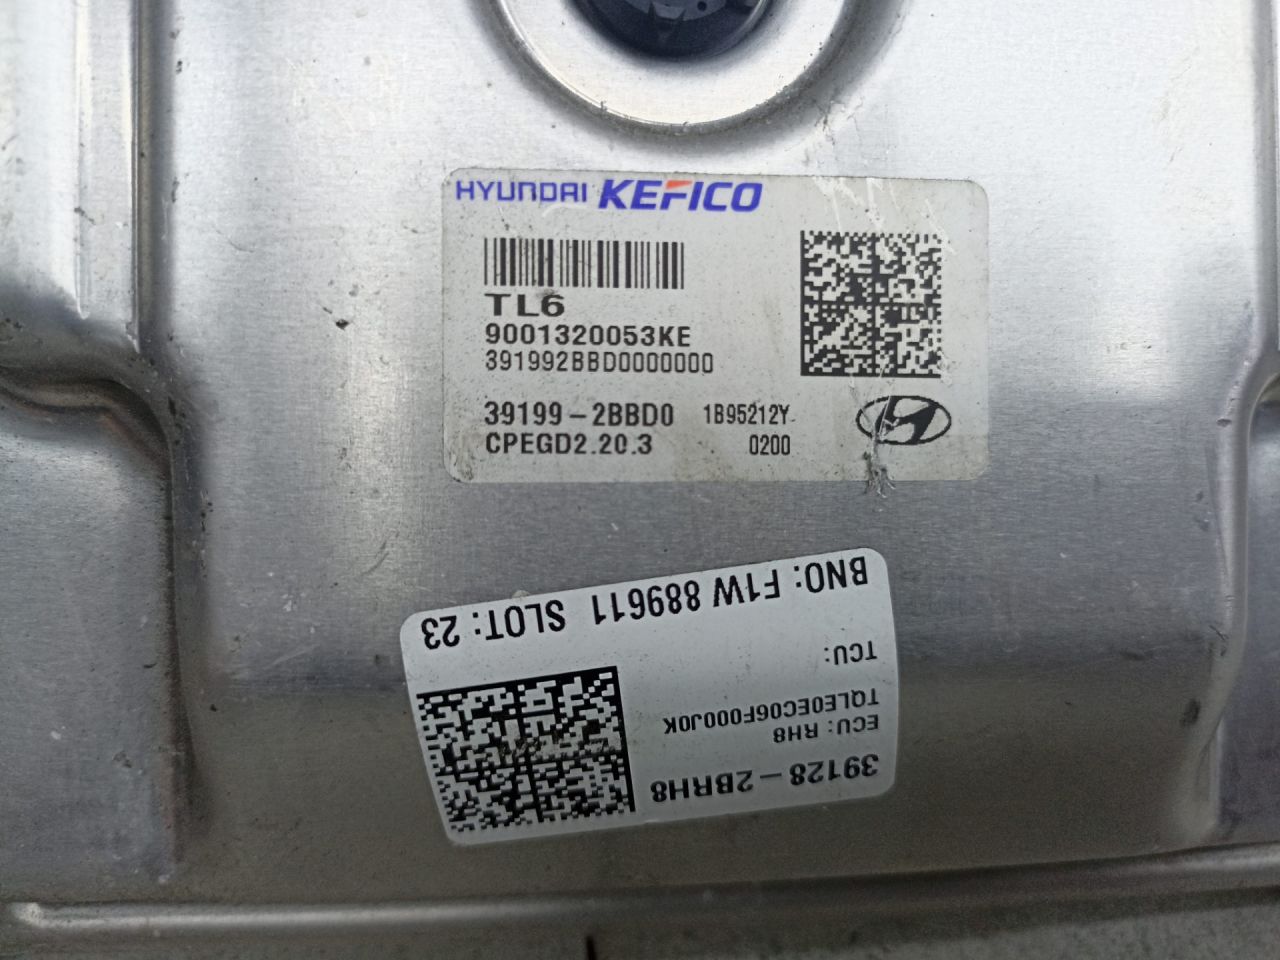 HYUNDAI KEFICO
TL6
9001320053KE
391992BBD0000000
39199-2BBD0 1B95212Y
CPEGD2.20.3 0200
39128-2BRH8
ECU: RH8
TQLE0EC06F000J0K
TCU:
BNO: F1W 889611 SLOT: 23